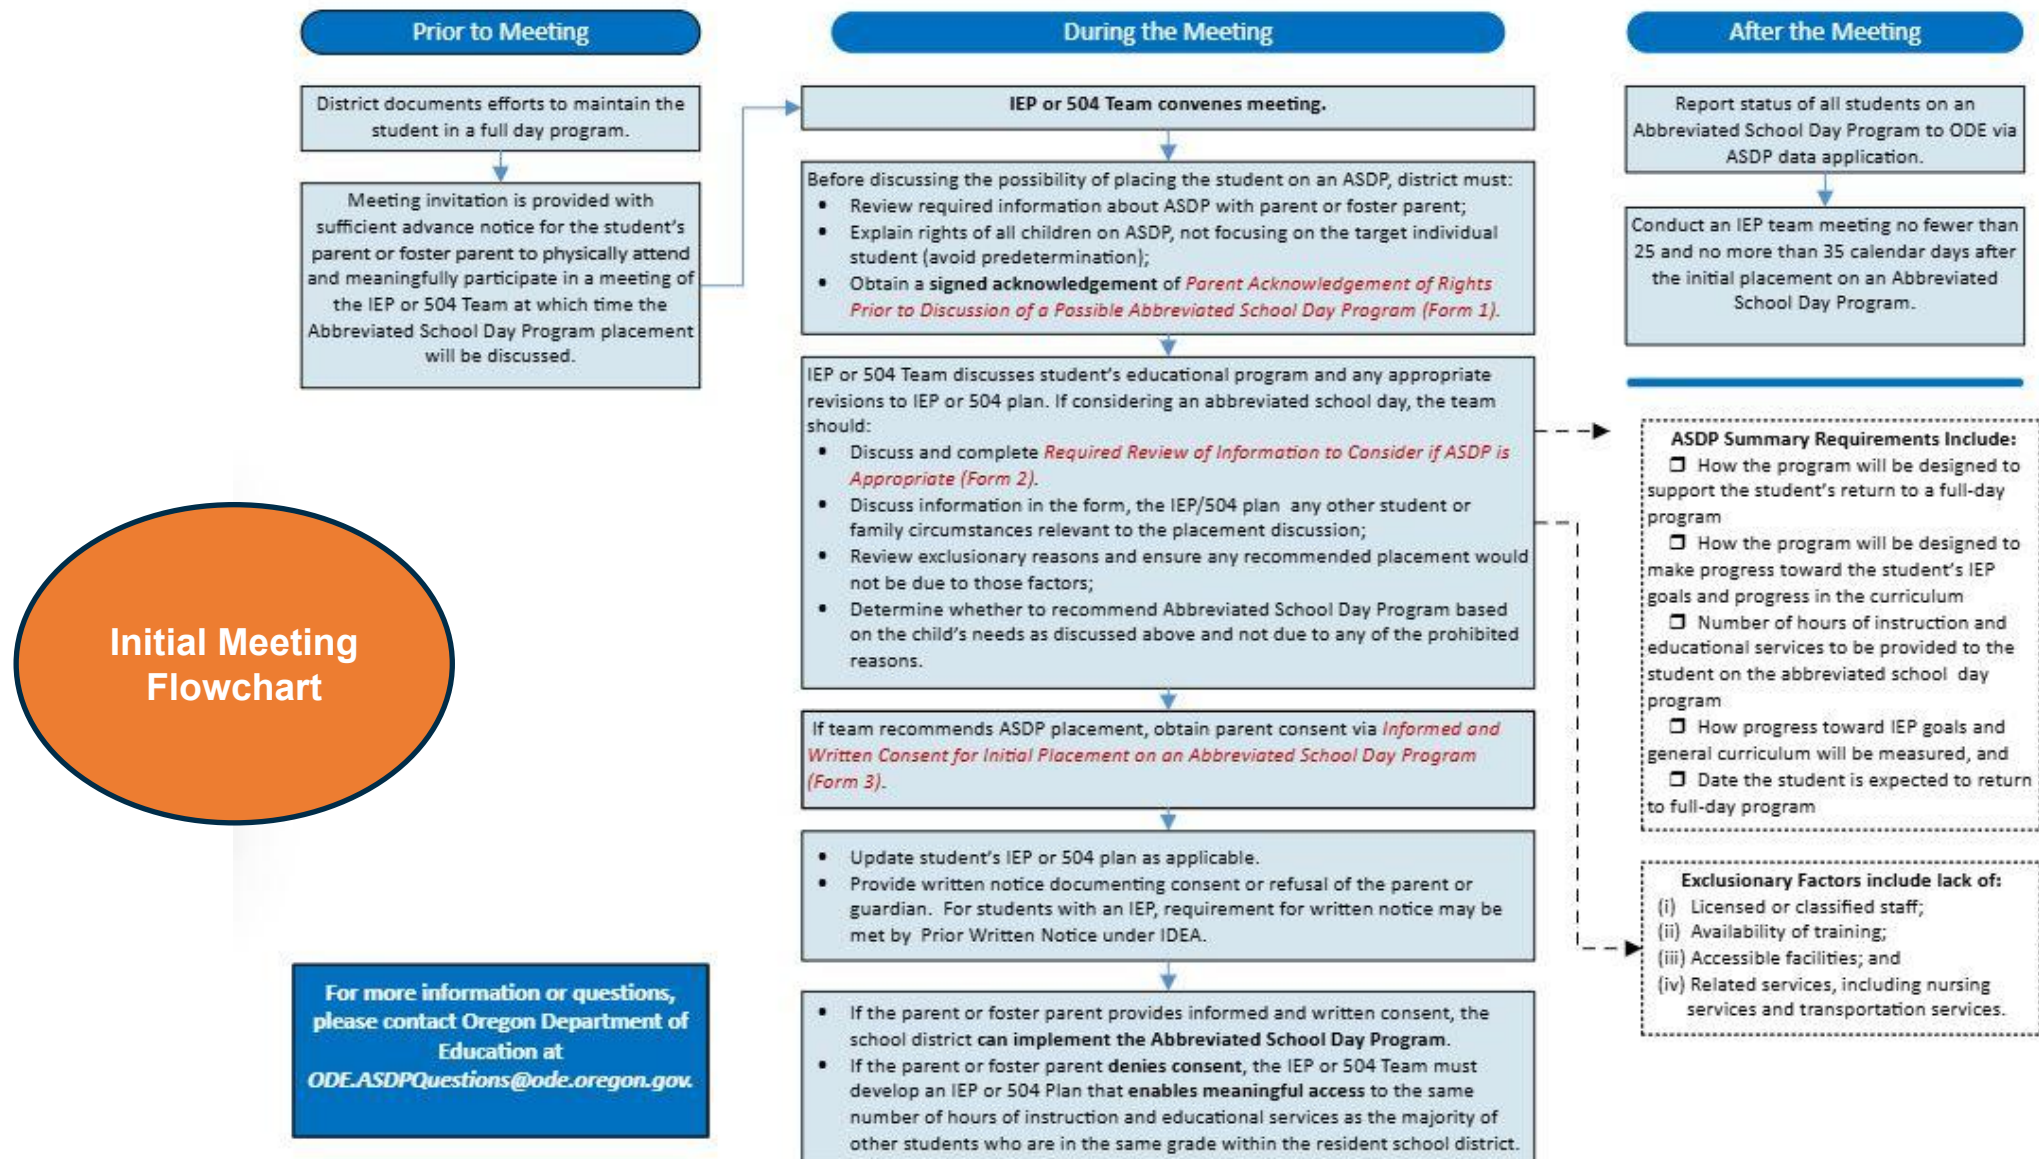 Prior to Meeting
District documents efforts to maintain the
student in a full day program.
Meeting invitation is provided with
sufficient advance notice for the student's
parent or foster parent to physically attend
and meaningfully participate in a meeting of
the IEP or 504 Team at which time the
Abbreviated School Day Program placement
will be discussed.
Initial Meeting
Flowchart
For more information or questions,
please contact Oregon Department of
Education at
ODE.ASDPQuestions@ode.oregon.gov.
During the Meeting
IEP or 504 Team convenes meeting.
Before discussing the possibility of placing the student on an ASDP, district must:
• Review required information about ASDP with parent or foster parent;
• Explain rights of all children on ASDP, not focusing on the target individual
student (avoid predetermination);
• Obtain a signed acknowledgement of Parent Acknowledgement of Rights
Prior to Discussion of a Possible Abbreviated School Day Program (Form 1).
IEP or 504 Team discusses student's educational program and any appropriate
revisions to IEP or 504 plan. If considering an abbreviated school day, the team
should:
• Discuss and complete Required Review of Information to Consider if ASDP is
Appropriate (Form 2).
• Discuss information in the form, the IEP/504 plan any other student or
family circumstances relevant to the placement discussion;
• Review exclusionary reasons and ensure any recommended placement would
not be due to those factors;
• Determine whether to recommend Abbreviated School Day Program based
on the child's needs as discussed above and not due to any of the prohibited
reasons.
If team recommends ASDP placement, obtain parent consent via Informed and
Written Consent for Initial Placement on an Abbreviated School Day Program
(Form 3).
• Update student's IEP or 504 plan as applicable.
• Provide written notice documenting consent or refusal of the parent or
guardian. For students with an IEP, requirement for written notice may be
met by Prior Written Notice under IDEA.
• If the parent or foster parent provides informed and written consent, the
school district can implement the Abbreviated School Day Program.
• If the parent or foster parent denies consent, the IEP or 504 Team must
develop an IEP or 504 Plan that enables meaningful access to the same
number of hours of instruction and educational services as the majority of
other students who are in the same grade within the resident school district.
After the Meeting
Report status of all students on an
Abbreviated School Day Program to ODE via
ASDP data application.
Conduct an IEP team meeting no fewer than
25 and no more than 35 calendar days after
the initial placement on an Abbreviated
School Day Program.
ASDP Summary Requirements Include:
❒ How the program will be designed to
support the student's return to a full-day
program
❒ How the program will be designed to
make progress toward the student's IEP
goals and progress in the curriculum
❒ Number of hours of instruction and
educational services to be provided to the
student on the abbreviated school day
program
❒ How progress toward IEP goals and
general curriculum will be measured, and
❒ Date the student is expected to return
to full-day program
Exclusionary Factors include lack of:
(i) Licensed or classified staff;
(ii) Availability of training;
(iii) Accessible facilities; and
(iv) Related services, including nursing
services and transportation services.